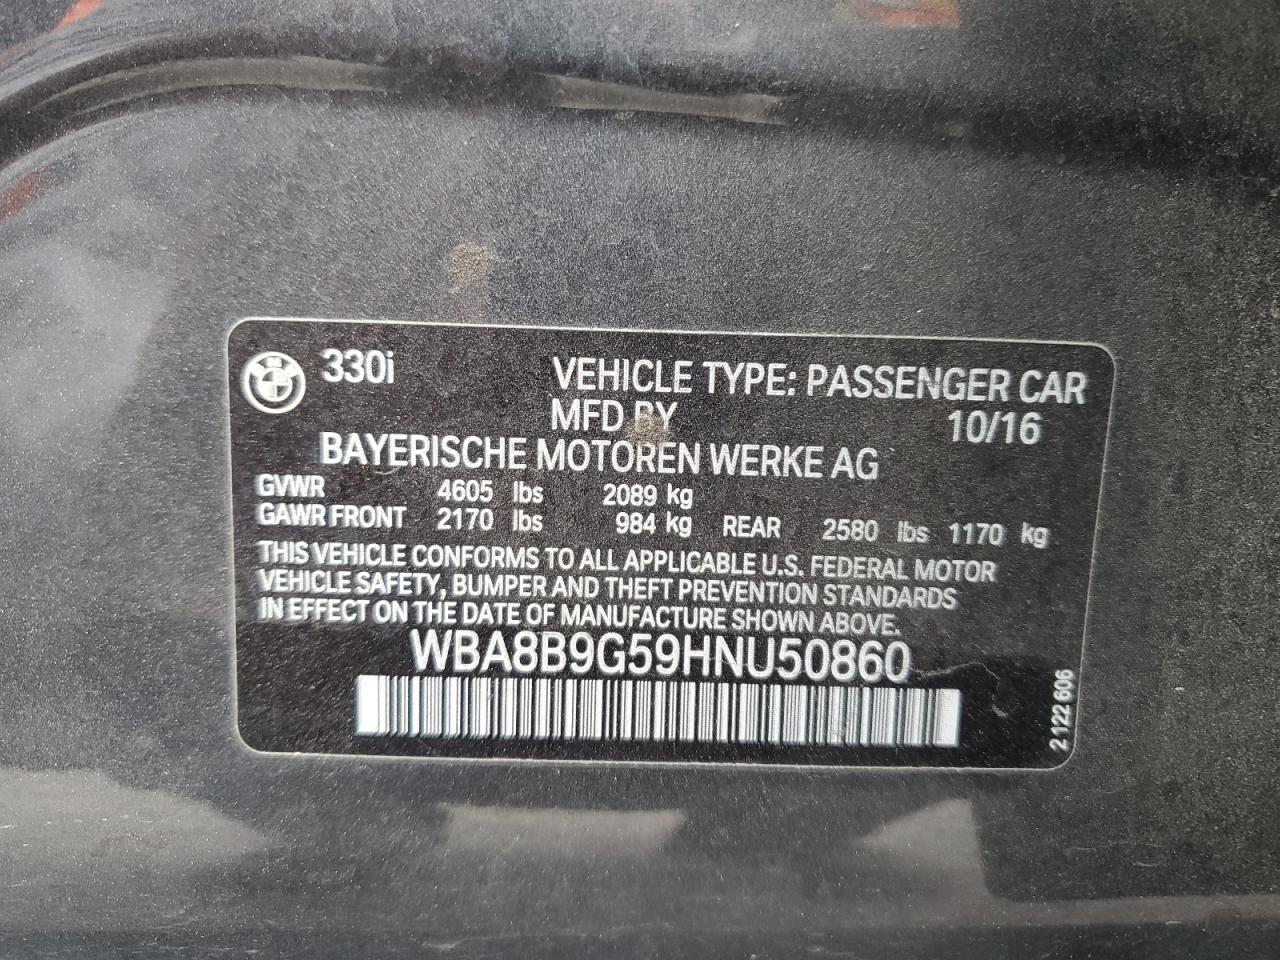 330i VEHICLE TYPE: PASSENGER CAR
MFD BY 10/16
BAYERISCHE MOTOREN WERKE AG
GVWR 4605 lbs 2089 kg
GAWR FRONT 2170 lbs 984 kg REAR 2580 lbs 1170 kg
THIS VEHICLE CONFORMS TO ALL APPLICABLE U.S. FEDERAL MOTOR
VEHICLE SAFETY, BUMPER AND THEFT PREVENTION STANDARDS
IN EFFECT ON THE DATE OF MANUFACTURE SHOWN ABOVE.
WBA8B9G59HNU50860
2122606